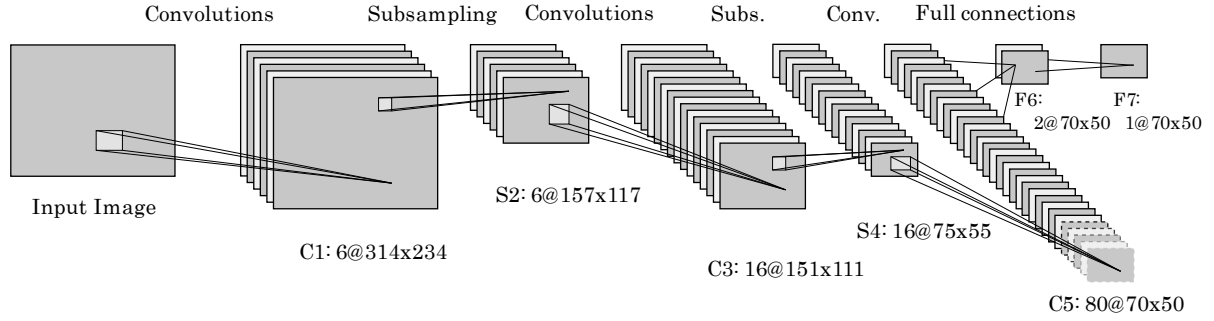 Convolutions Subsampling Convolutions Subs. Conv. Full connections
F6: F7:
2@70x50 1@70x50
Input Image
S2: 6@157x117
S4: 16@75x55
C1: 6@314x234
C3: 16@151x111
C5: 80@70x50